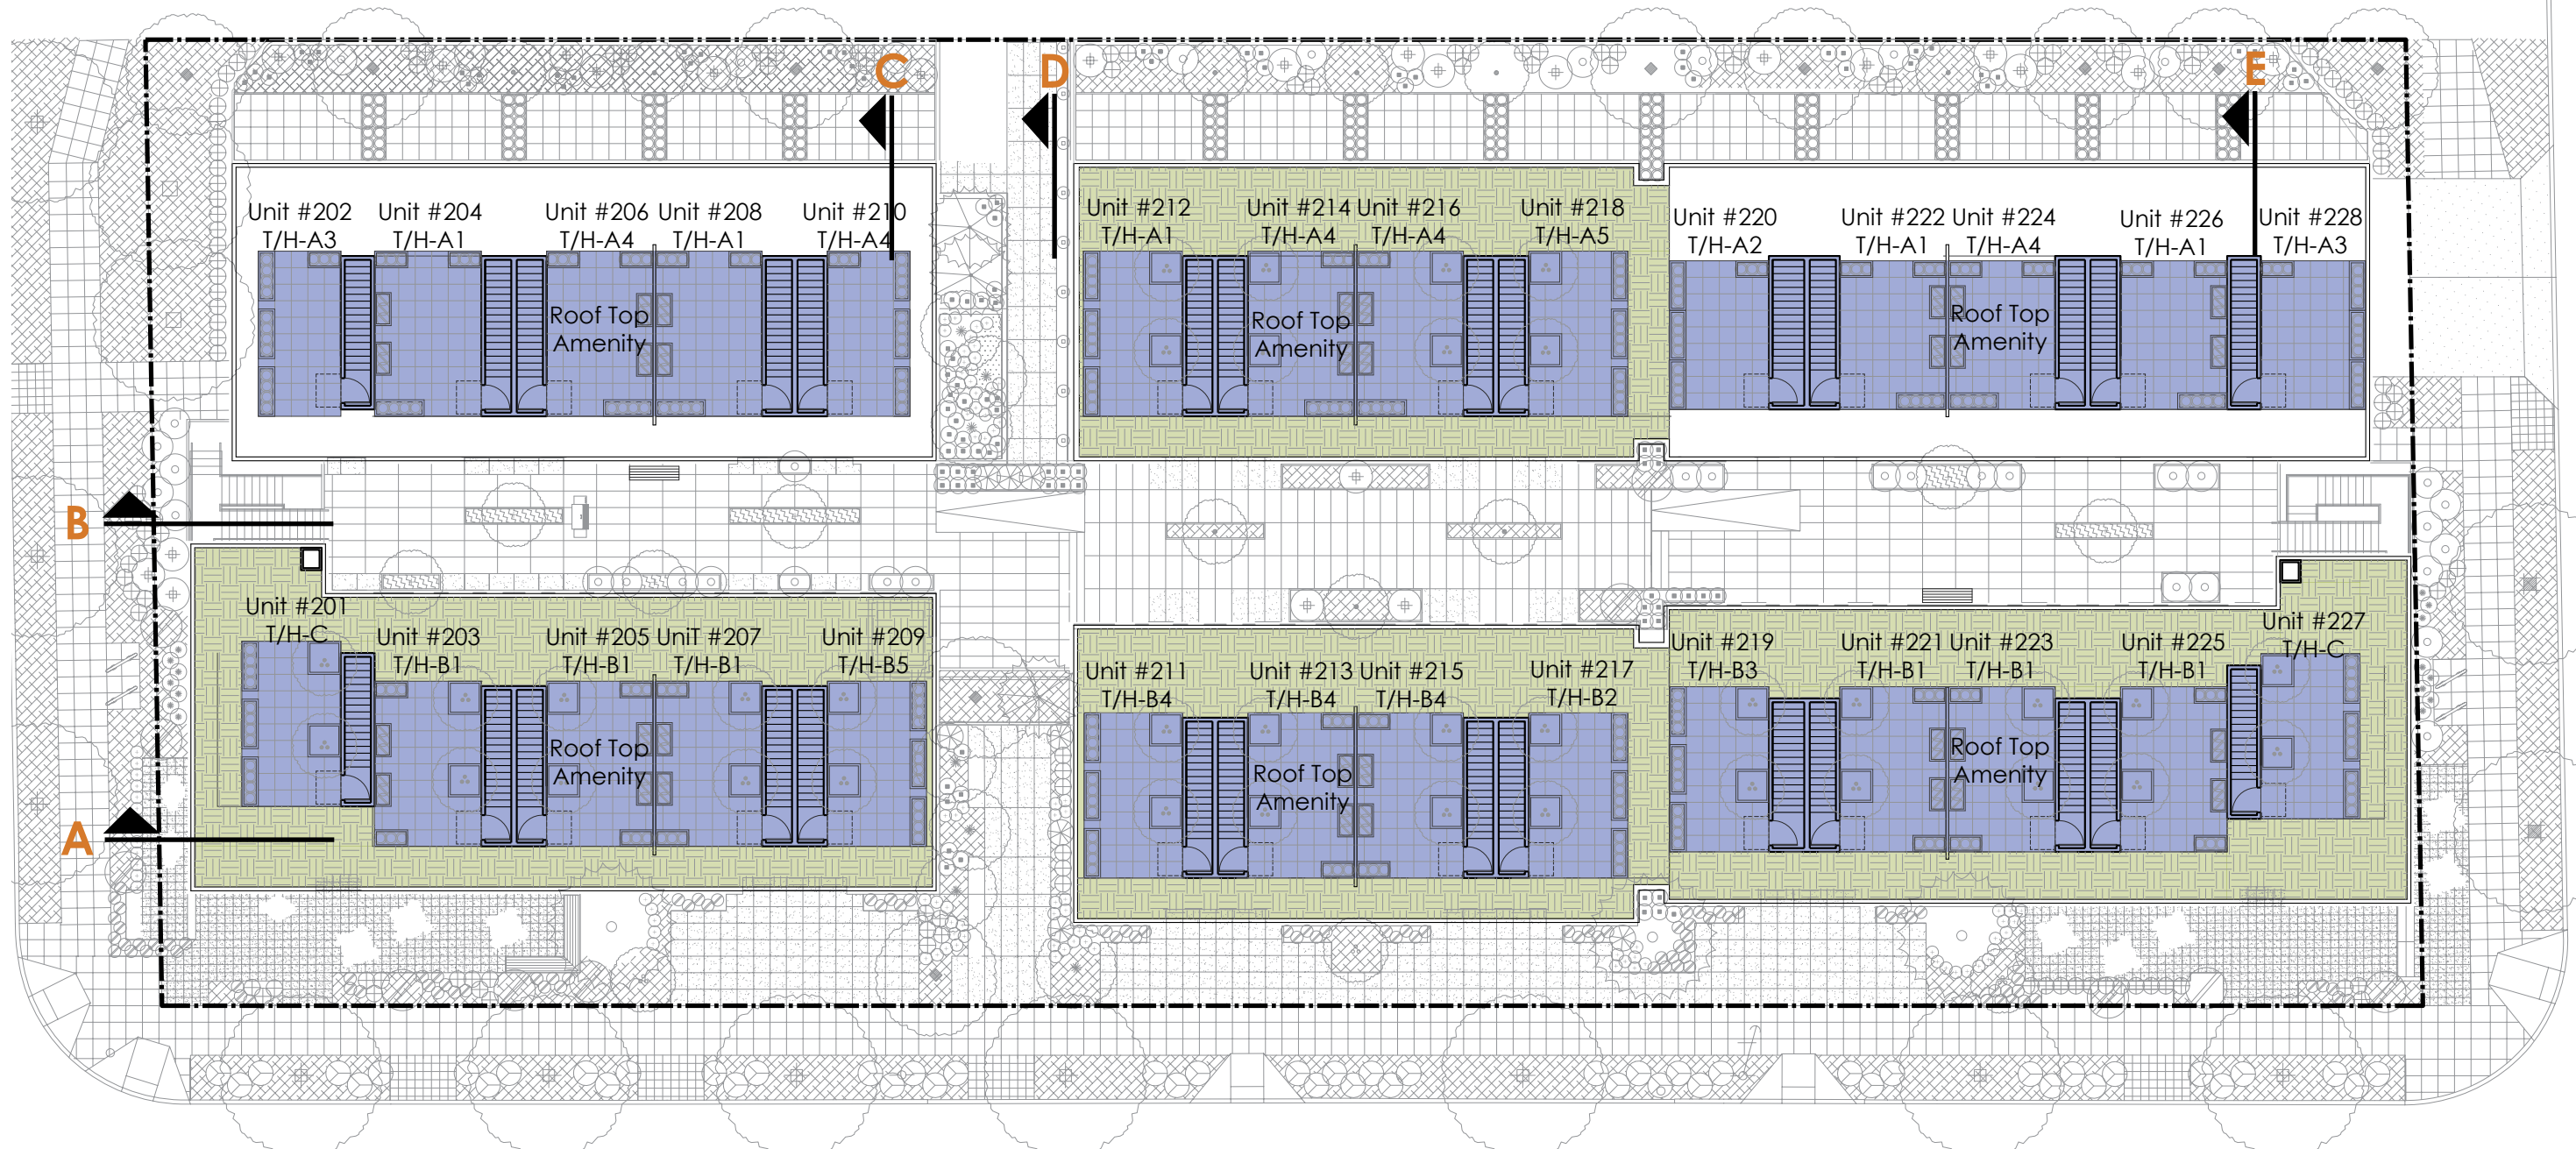 C
D
E
Unit #202
T/H-A3
Unit #204
T/H-A1
Unit #206
T/H-A4
Unit #208
T/H-A1
Unit #210
T/H-A4
Unit #212
T/H-A1
Unit #214
T/H-A4
Unit #216
T/H-A4
Unit #218
T/H-A5
Unit #220
T/H-A2
Unit #222
T/H-A1
Unit #224
T/H-A4
Unit #226
T/H-A1
Unit #228
T/H-A3
Roof Top
Amenity
Roof Top
Amenity
Roof Top
Amenity
B
Unit #201
T/H-C
Unit #203
T/H-B1
Unit #205
T/H-B1
UniT #207
T/H-B1
Unit #209
T/H-B5
Unit #211
T/H-B4
Unit #213
T/H-B4
Unit #215
T/H-B4
Unit #217
T/H-B2
Unit #219
T/H-B3
Unit #221
T/H-B1
Unit #223
T/H-B1
Unit #225
T/H-B1
Unit #227
T/H-C
Roof Top
Amenity
Roof Top
Amenity
Roof Top
Amenity
A